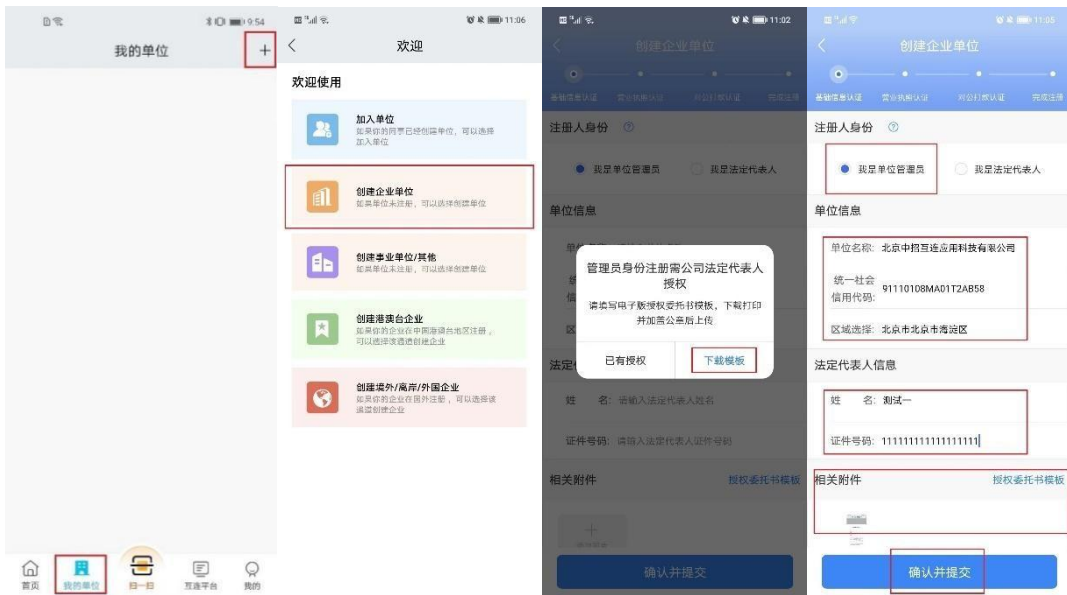 9:54
我的单位
+
首页
我的单位
扫一扫
互连平台
我的
11:06
欢迎
欢迎使用
加入单位
如果你的同事已经创建单位，可以选择
加入单位
创建企业单位
如果单位未注册，可以选择创建单位
创建事业单位/其他
如果单位未注册，可以选择创建单位
创建港澳台企业
如果你的企业在中国港澳台地区注册，
可以选择该通道创建企业
创建境外/离岸/外国企业
如果你的企业在国外注册，可以选择该
通道创建企业
11:02
创建企业单位
基础信息认证 营业执照认证 对公打款认证 完成注册
注册人身份
我是单位管理员 我是法定代表人
单位信息
管理员身份注册需公司法定代表人
授权
请填写电子版授权委托书模板，下载打印
并加盖公章后上传
已有授权 下载模板
姓 名: 请输入法定代表人姓名
证件号码: 请输入法定代表人证件号码
相关附件 授权委托书模板
确认并提交
11:05
创建企业单位
基础信息认证 营业执照认证 对公打款认证 完成注册
注册人身份
我是单位管理员 我是法定代表人
单位信息
单位名称: 北京中招互连应用科技有限公司
统一社会
信用代码: 91110108MA01T2AB58
区域选择: 北京市北京市海淀区
法定代表人信息
姓 名: 测试一
证件号码: 111111111111111111
相关附件 授权委托书模板
确认并提交